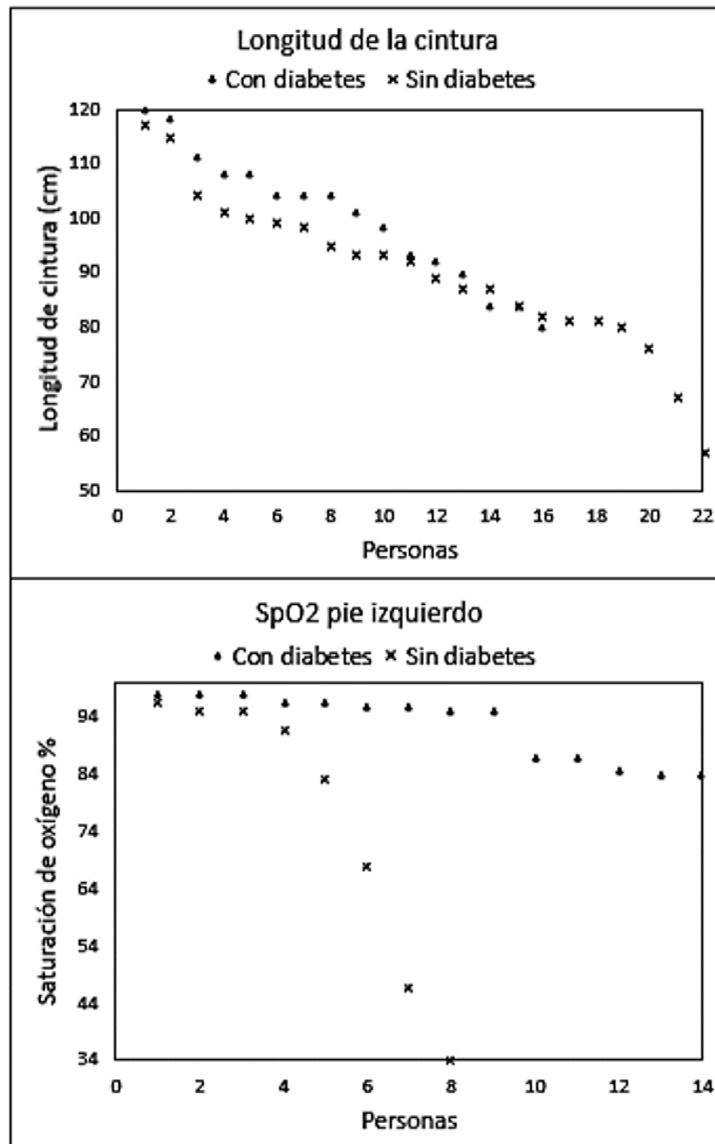 Longitud de la cintura
Con diabetes × Sin diabetes
Longitud de cintura (cm)
120
110
100
90
80
70
60
50
0 2 4 6 8 10 12 14 16 18 20 22
Personas
SpO2 pie izquierdo
Con diabetes × Sin diabetes
Saturación de oxígeno %
94
84
74
64
54
44
34
0 2 4 6 8 10 12 14
Personas